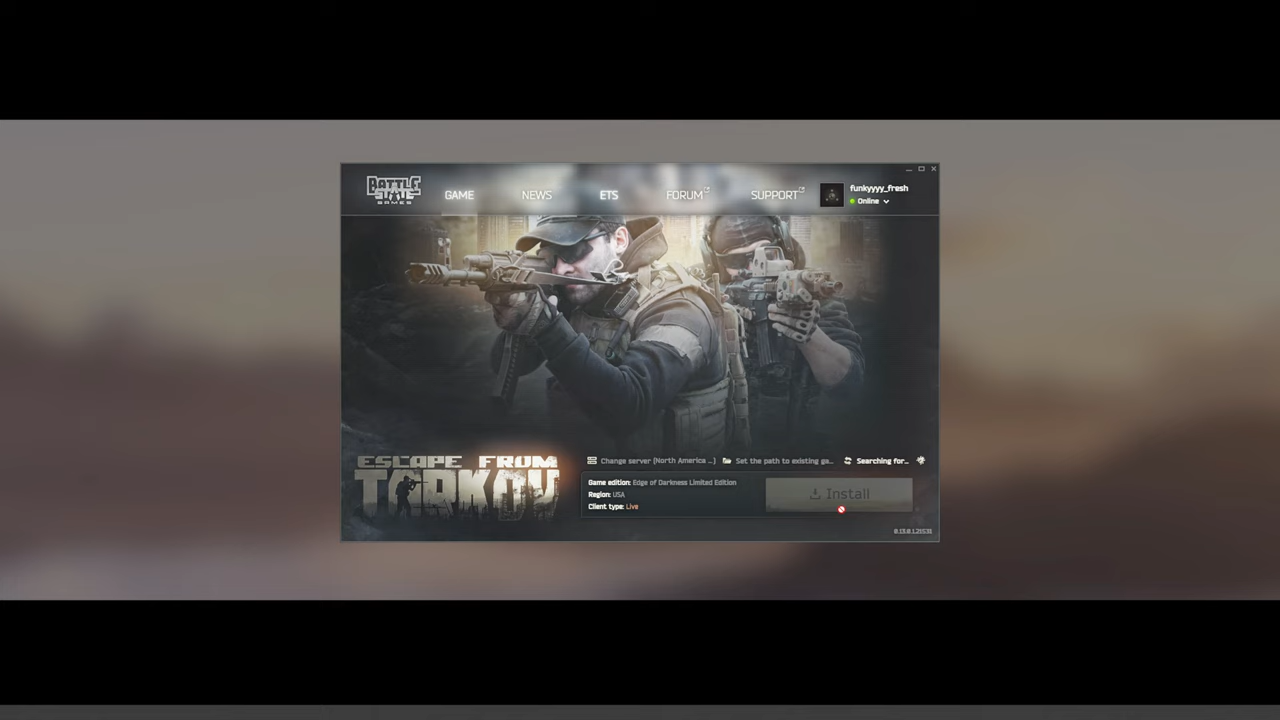 BATTLE
GAMES
GAME
NEWS
ETS
FORUM
SUPPORT
funkyyyy_fresh
Online
ESCAPE FROM
TARKOV
Change server (North America ...)
Set the path to existing ga...
Searching for...
Game edition: Edge of Darkness Limited Edition
Region: USA
Client type: Live
Install